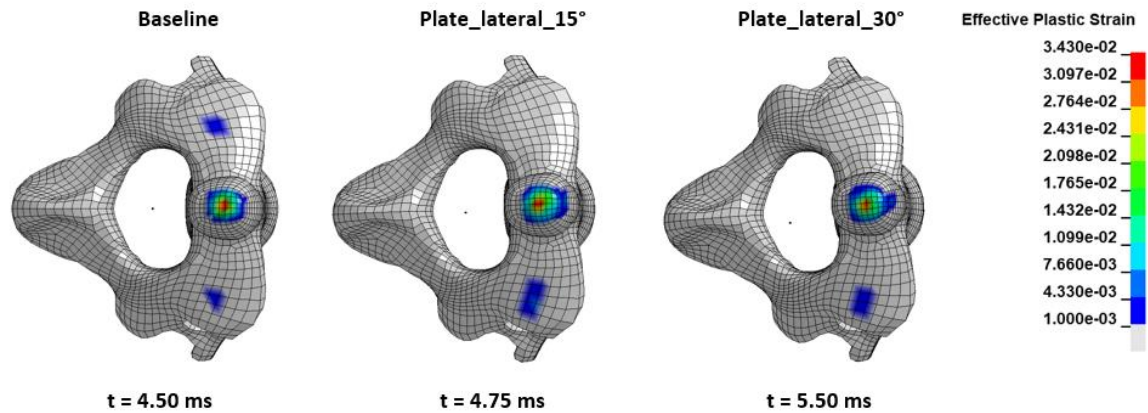 Baseline
Plate_lateral_15°
Plate_lateral_30°
Effective Plastic Strain
3.430e-02
3.097e-02
2.764e-02
2.431e-02
2.098e-02
1.765e-02
1.432e-02
1.099e-02
7.660e-03
4.330e-03
1.000e-03
t = 4.50 ms
t = 4.75 ms
t = 5.50 ms